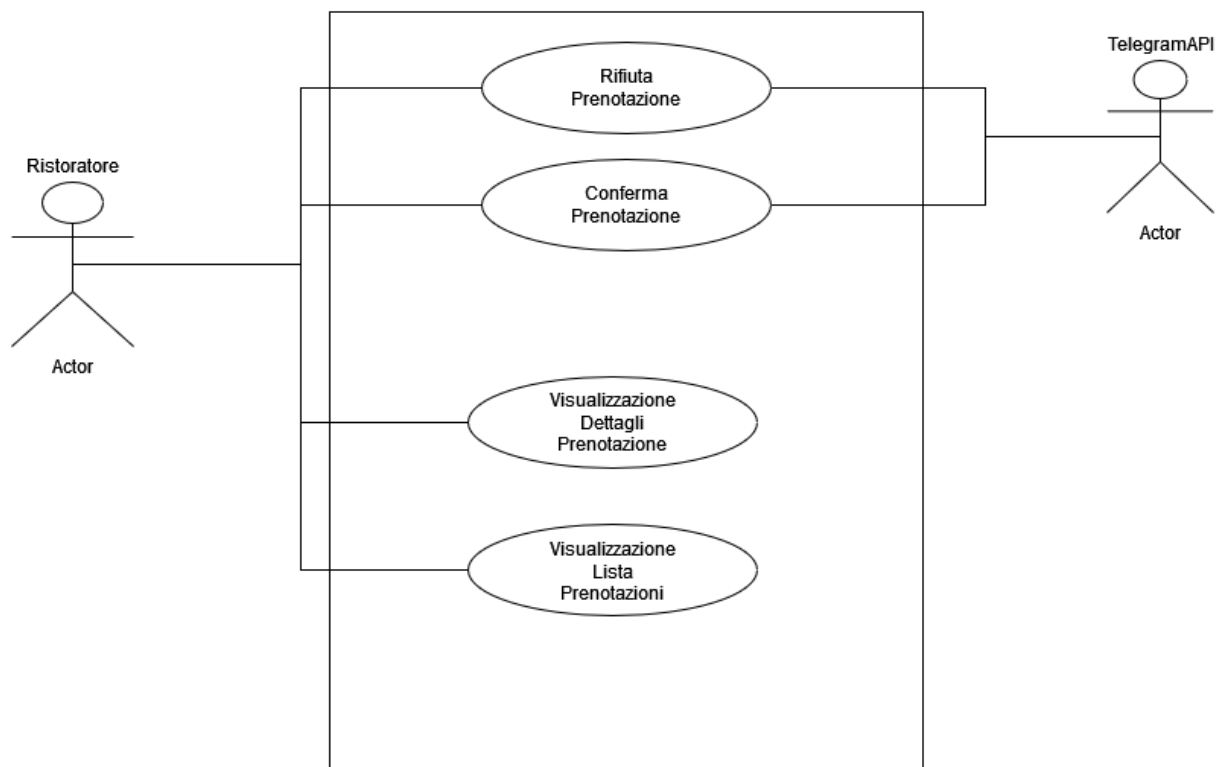 TelegramAPI
Rifiuta
Prenotazione
Ristoratore
Conferma
Prenotazione
Actor
Actor
Visualizzazione
Dettagli
Prenotazione
Visualizzazione
Lista
Prenotazioni